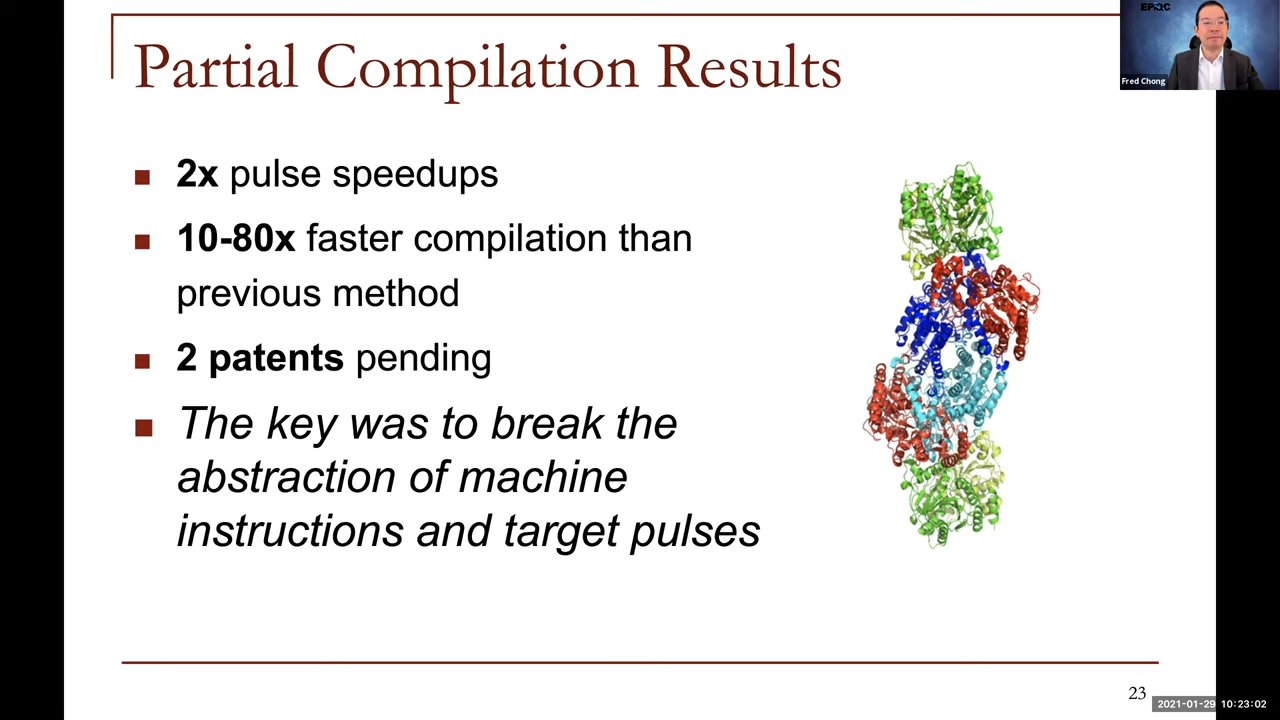 Partial Compilation Results
EPiQC
Fred Chong
2x pulse speedups
10-80x faster compilation than
previous method
2 patents pending
The key was to break the
abstraction of machine
instructions and target pulses
23
2021-01-29 10:23:02